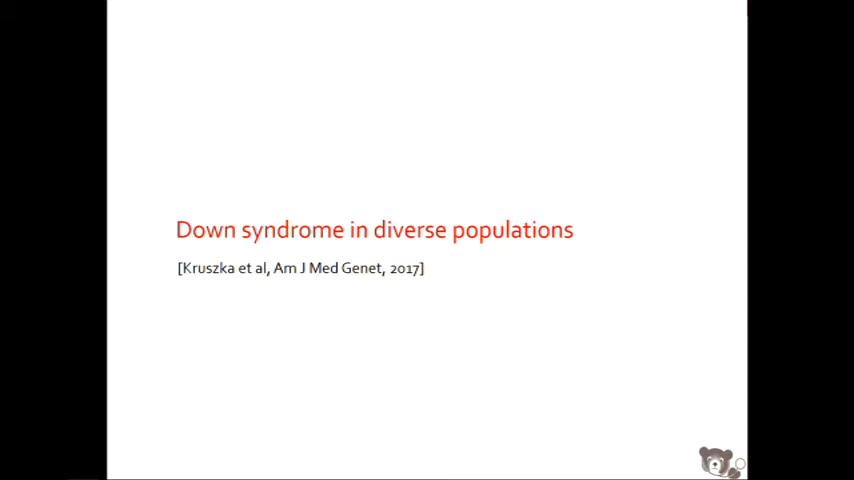 Down syndrome in diverse populations
[Kruszka et al, Am J Med Genet, 2017]